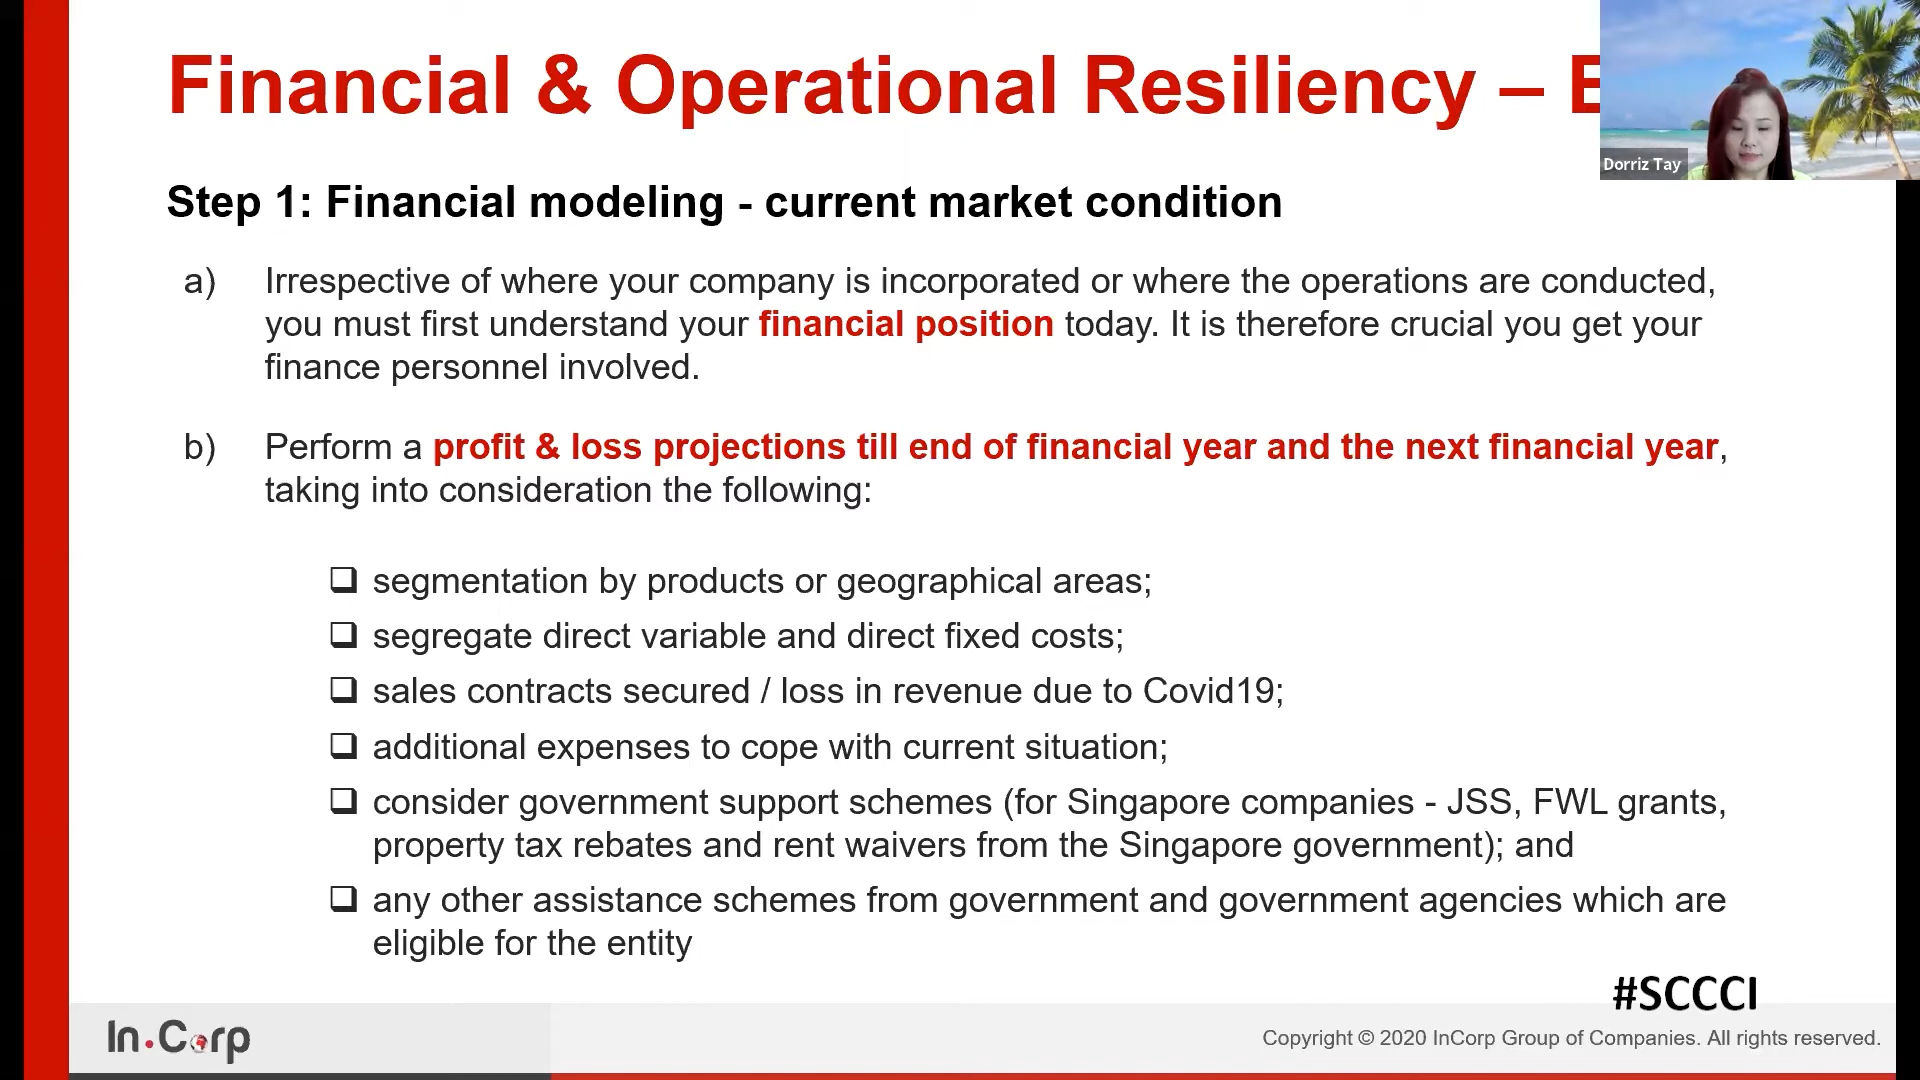 Financial & Operational Resiliency –
Dorriz Tay
Step 1: Financial modeling - current market condition
a) Irrespective of where your company is incorporated or where the operations are conducted,
you must first understand your financial position today. It is therefore crucial you get your
finance personnel involved.
b) Perform a profit & loss projections till end of financial year and the next financial year,
taking into consideration the following:
❑ segmentation by products or geographical areas;
❑ segregate direct variable and direct fixed costs;
❑ sales contracts secured / loss in revenue due to Covid19;
❑ additional expenses to cope with current situation;
❑ consider government support schemes (for Singapore companies - JSS, FWL grants,
property tax rebates and rent waivers from the Singapore government); and
❑ any other assistance schemes from government and government agencies which are
eligible for the entity
#SCCCI
In.Corp
Copyright © 2020 InCorp Group of Companies. All rights reserved.